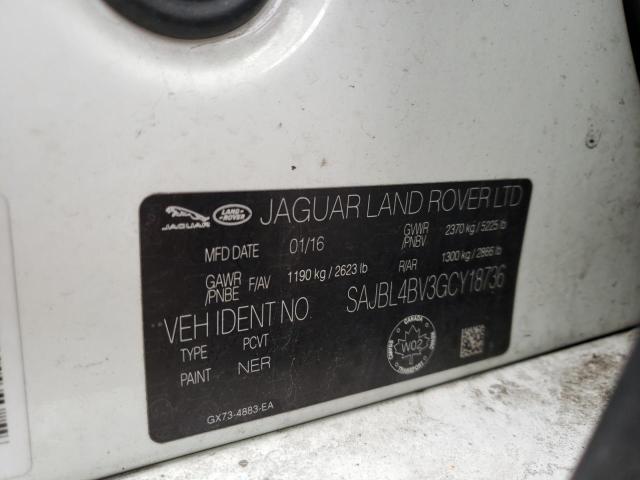 JAGUAR
LAND ROVER
JAGUAR LAND ROVER LTD
MFD DATE 01/16
GVWR /PNBV 2370 kg / 5225 lb
GAWR /PNBE F/AV 1190 kg / 2623 lb R/AR 1300 kg / 2866 lb
VEH IDENT NO. SAJBL4BV3GCY18736
TYPE PCVT
PAINT NER
CANADA
W02
TRANSPORT
GX73-4883-EA